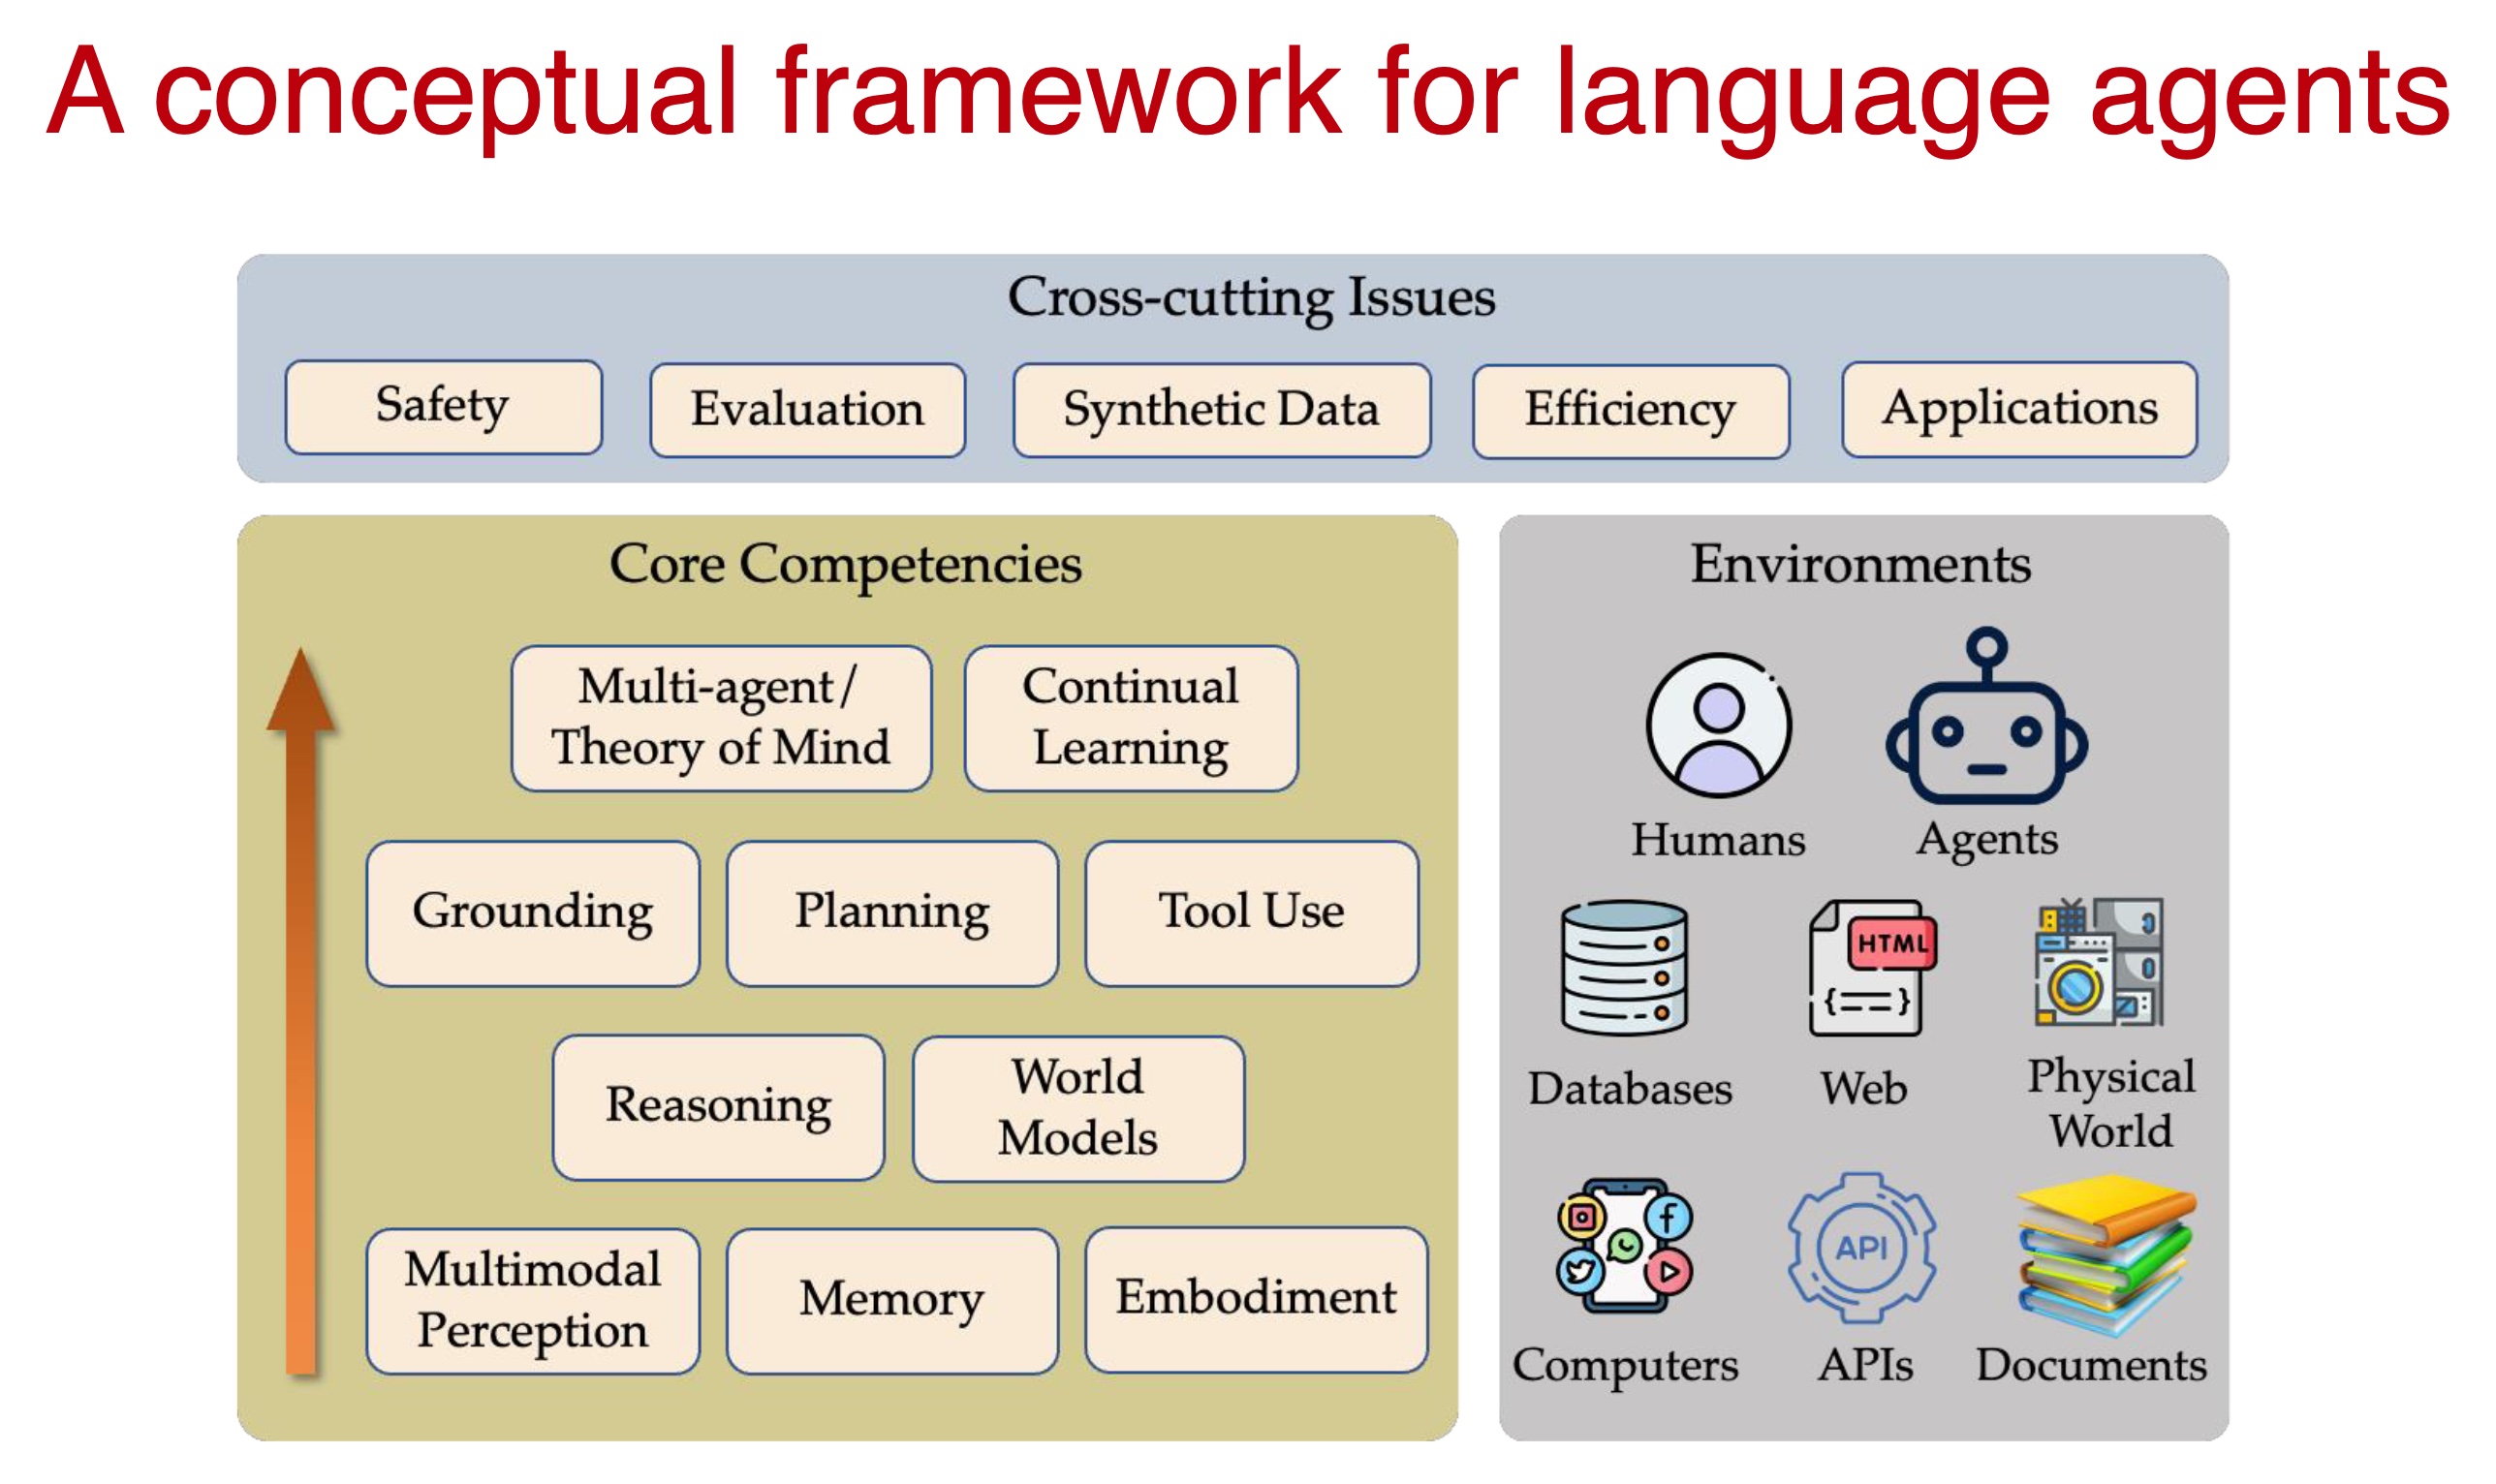 A conceptual framework for language agents
Cross-cutting Issues
Safety
Evaluation
Synthetic Data
Efficiency
Applications
Core Competencies
Multi-agent/
Theory of Mind
Continual
Learning
Grounding
Planning
Tool Use
Reasoning
World
Models
Multimodal
Perception
Memory
Embodiment
Environments
Humans
Agents
HTML
{==}
Databases
Web
Physical
World
API
Computers
APIs
Documents